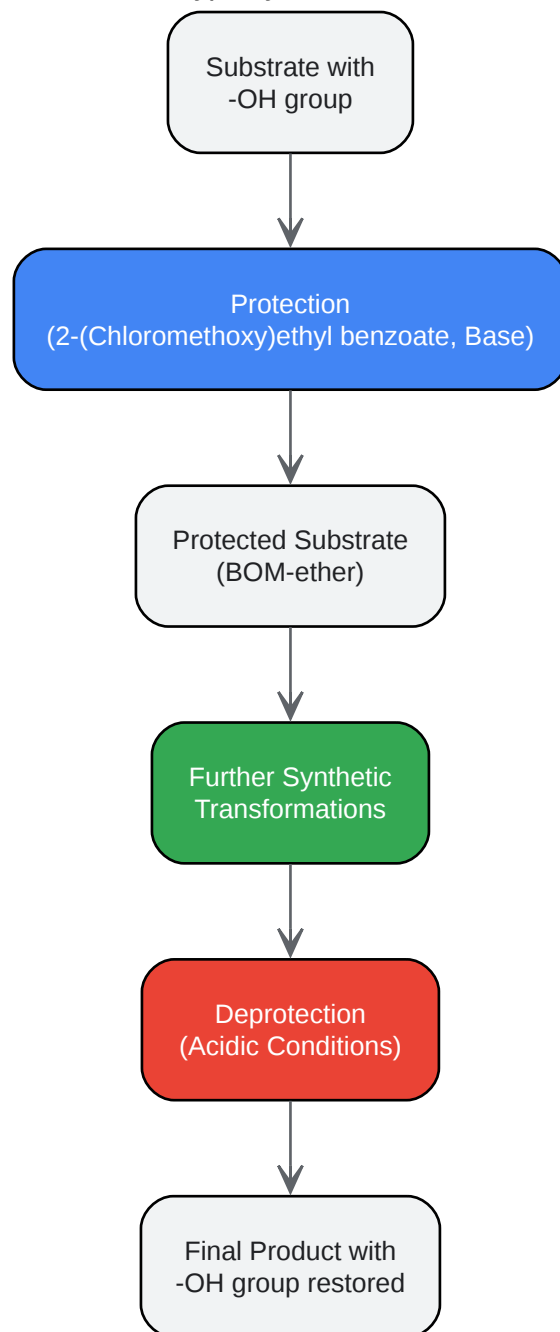 Substrate with
-OH group
Protection
(2-(Chloromethoxy)ethyl benzoate, Base)
Protected Substrate
(BOM-ether)
Further Synthetic
Transformations
Deprotection
(Acidic Conditions)
Final Product with
-OH group restored